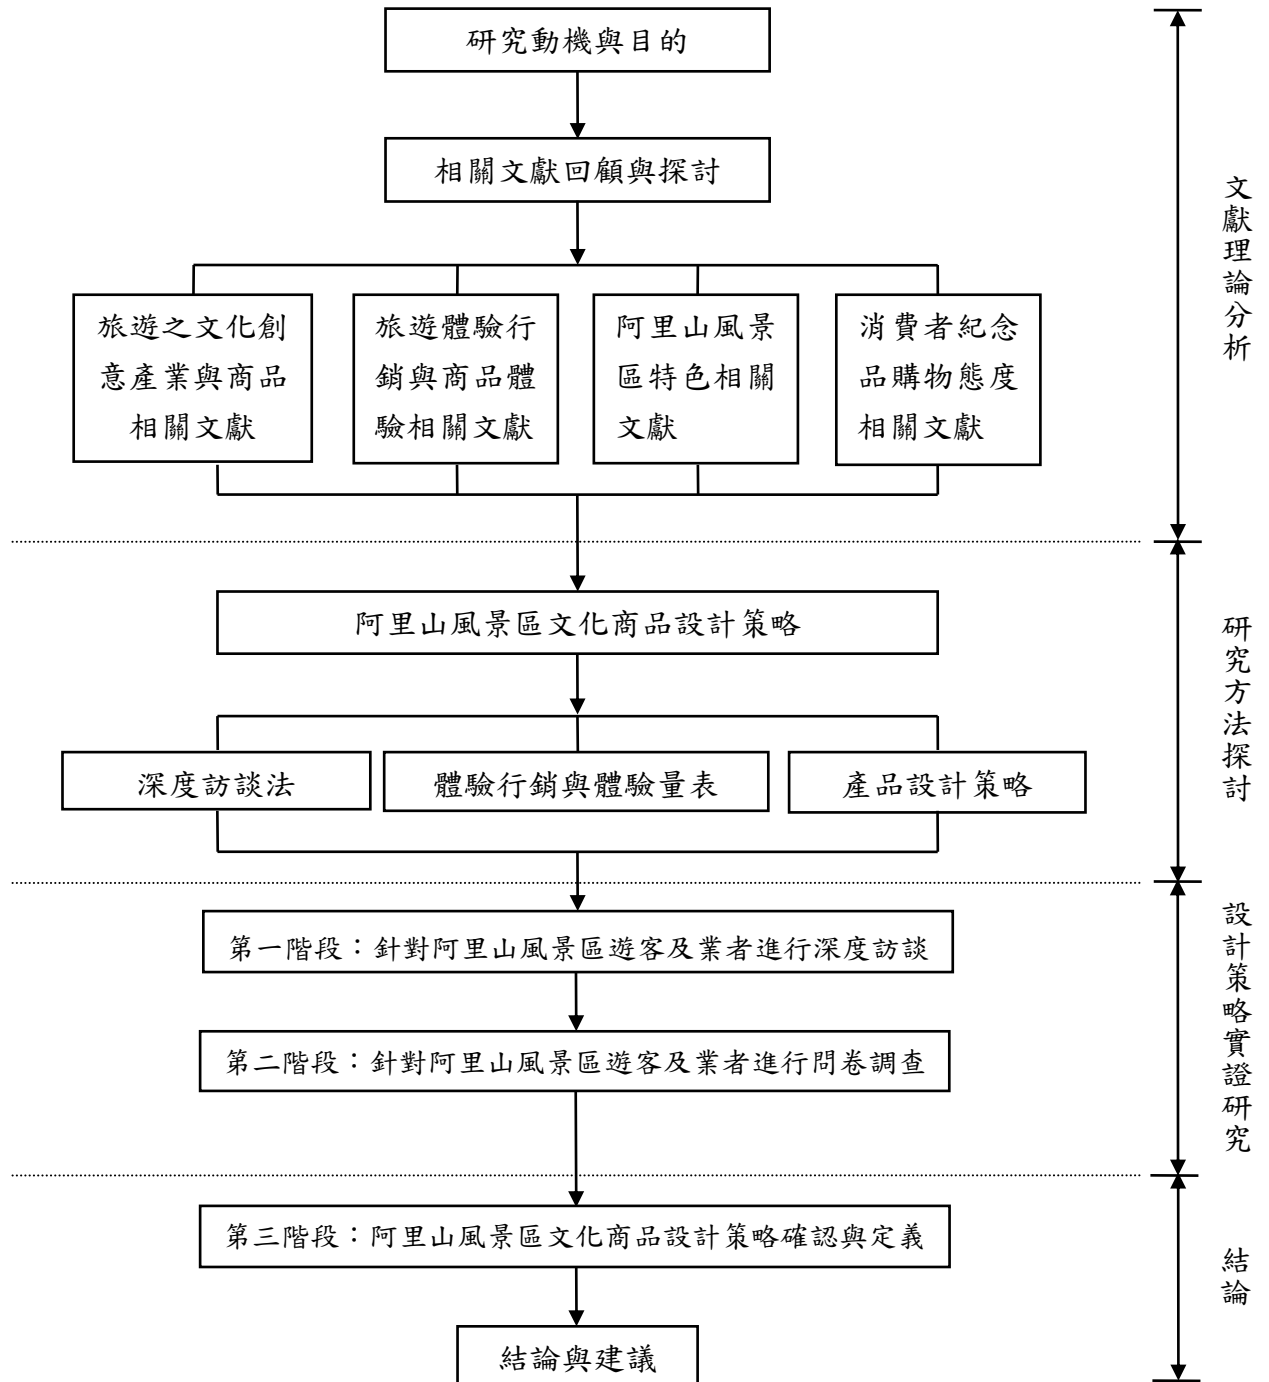 研究動機與目的
相關文獻回顧與探討
旅遊之文化創
意產業與商品
相關文獻
旅遊體驗行
銷與商品體
驗相關文獻
阿里山風景
區特色相關
文獻
消費者紀念
品購物態度
相關文獻
文獻理論分析
阿里山風景區文化商品設計策略
深度訪談法
體驗行銷與體驗量表
產品設計策略
研究方法探討
第一階段：針對阿里山風景區遊客及業者進行深度訪談
第二階段：針對阿里山風景區遊客及業者進行問卷調查
設計策略實證研究
第三階段：阿里山風景區文化商品設計策略確認與定義
結論與建議
結論